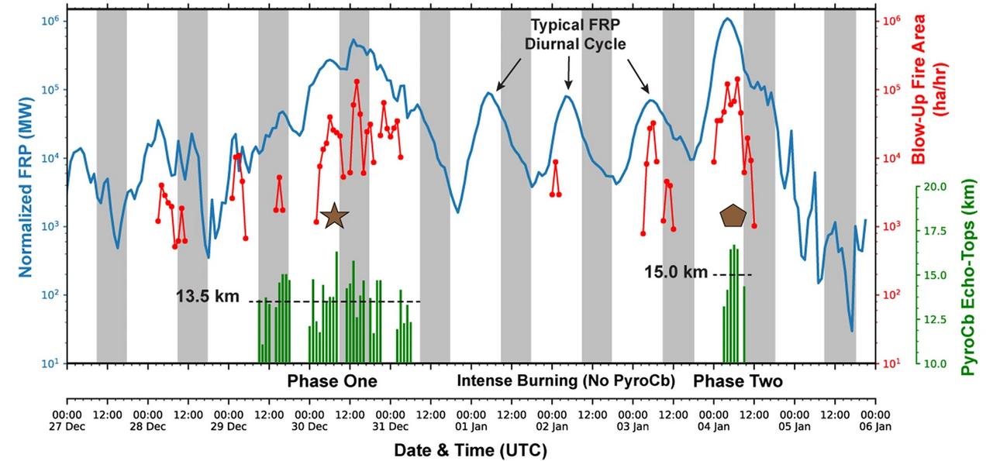 Typical FRP
Diurnal Cycle
Normalized FRP (MW)
10⁶
10⁵
10⁴
10³
10²
10¹
10⁶
10⁵
10⁴
10³
10²
10¹
Blow-Up Fire Area
(ha/hr)
20.0
17.5
15.0
12.5
10.0
PyroCb Echo-Tops (km)
13.5 km
15.0 km
Phase One
Intense Burning (No PyroCb)
Phase Two
00:00 12:00 00:00 12:00 00:00 12:00 00:00 12:00 00:00 12:00 00:00 12:00 00:00 12:00 00:00 12:00 00:00 12:00 00:00 12:00 00:00
27 Dec 28 Dec 29 Dec 30 Dec 31 Dec 01 Jan 02 Jan 03 Jan 04 Jan 05 Jan 06 Jan
Date & Time (UTC)